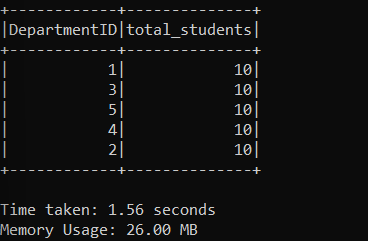 +------------+--------------+
|DepartmentID|total_students|
+------------+--------------+
|           1|            10|
|           3|            10|
|           5|            10|
|           4|            10|
|           2|            10|
+------------+--------------+
Time taken: 1.56 seconds
Memory Usage: 26.00 MB